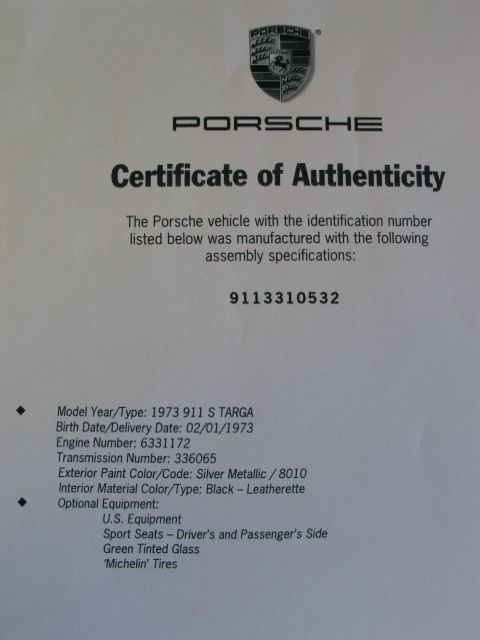 PORSCHE
®
PORSCHE
Certificate of Authenticity
The Porsche vehicle with the identification number
listed below was manufactured with the following
assembly specifications:
9113310532
◆ Model Year/Type: 1973 911 S TARGA
Birth Date/Delivery Date: 02/01/1973
Engine Number: 6331172
Transmission Number: 336065
Exterior Paint Color/Code: Silver Metallic / 8010
Interior Material Color/Type: Black – Leatherette
◆ Optional Equipment:
U.S. Equipment
Sport Seats – Driver's and Passenger's Side
Green Tinted Glass
'Michelin' Tires